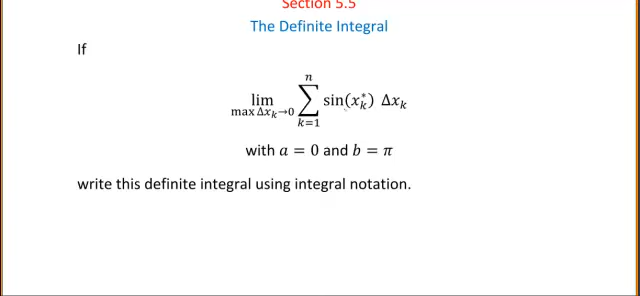 Section 5.5
The Definite Integral
If
lim max Δx_k→0 ∑ k=1 n sin(x_k^*) Δx_k
with a = 0 and b = π
write this definite integral using integral notation.